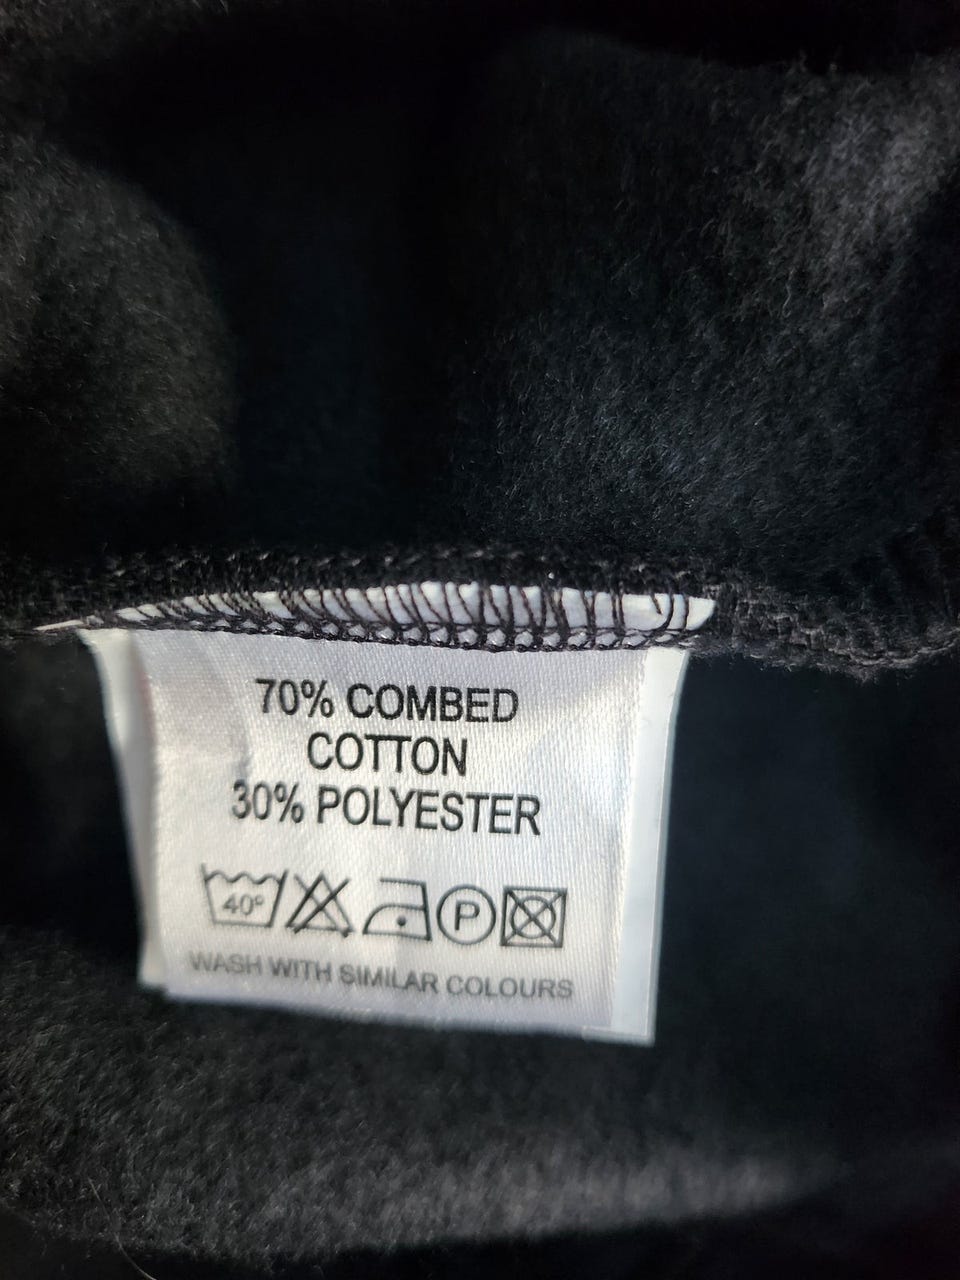 70% COMBED
COTTON
30% POLYESTER
40° P
WASH WITH SIMILAR COLOURS